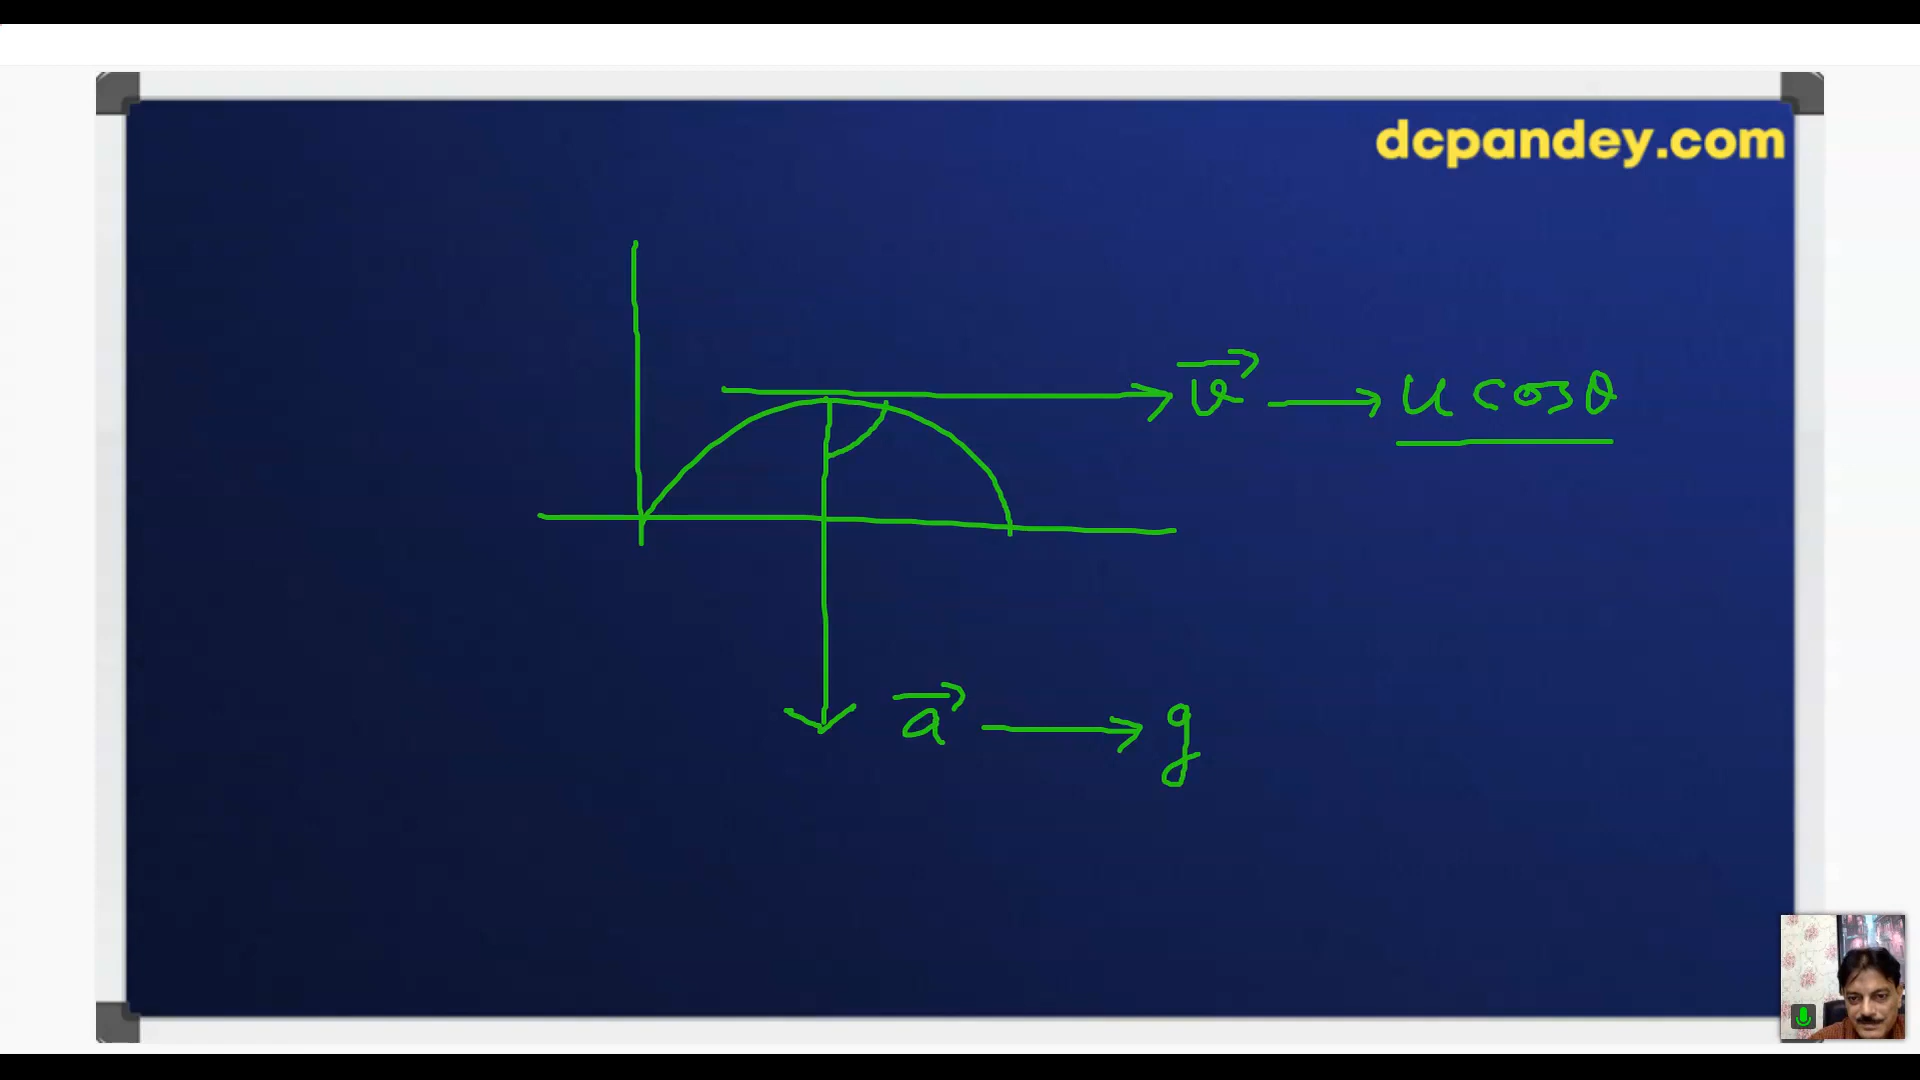 dcpandey.com
v⃗ → u cosθ
a⃗ → g